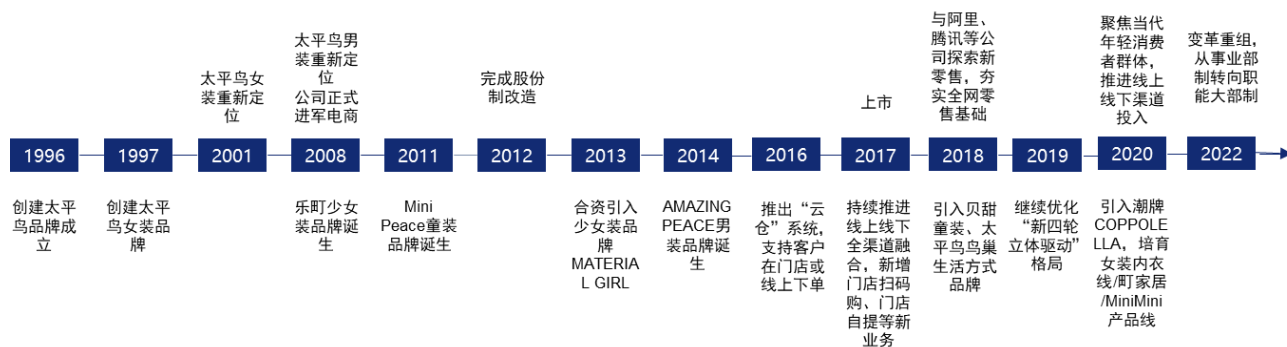 太平鸟女
装重新定
位
太平鸟男
装重新定
位
公司正式
进军电商
完成股份
制改造
上市
与阿里、
腾讯等公
司探索新
零售，夯
实全网零
售基础
聚焦当代
年轻消费
者群体，
推进线上
线下渠道
投入
变革重组，
从事业部
制转向职
能大部制
1996
1997
2001
2008
2011
2012
2013
2014
2016
2017
2018
2019
2020
2022
创建太平
鸟品牌成
立
创建太平
鸟女装品
牌
乐町少女
装品牌诞
生
Mini
Peace童装
品牌诞生
合资引入
少女装品
牌
MATERIA
L GIRL
AMAZING
PEACE男
装品牌诞
生
推出“云
仓”系统，
支持客户
在门店或
线上下单
持续推进
线上线下
全渠道融
合，新增
门店扫码
购、门店
自提等新
业务
引入贝甜
童装、太
平鸟鸟巢
生活方式
品牌
继续优化
“新四轮
立体驱动”
格局
引入潮牌
COPPOLE
LLA，培育
女装内衣
线/町家居
/MiniMini
产品线